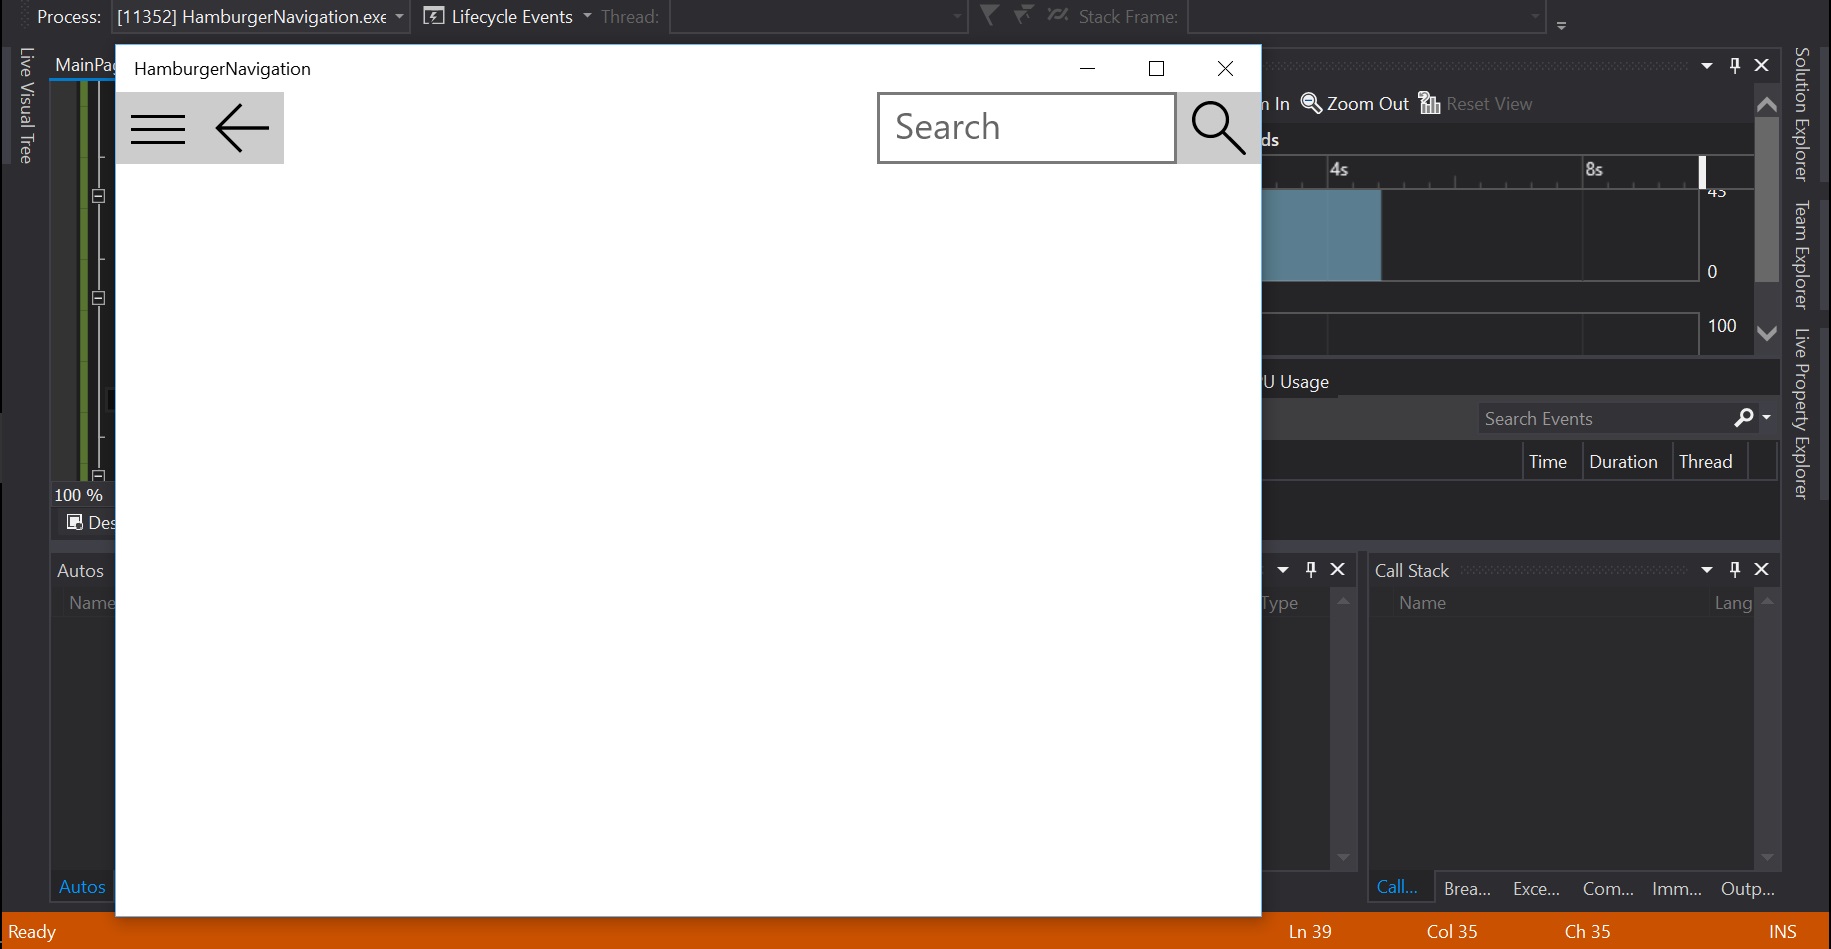 Process: [11352] HamburgerNavigation.exe Lifecycle Events Thread: Stack Frame:
Live Visual Tree
MainPag
HamburgerNavigation
Search
In Zoom Out Reset View
ds
4s 8s
45
0
100
U Usage
Search Events
Time Duration Thread
Solution Explorer
Team Explorer
Live Property Explorer
100 %
Des
Autos
Name
Type
Call Stack
Name Lang
Autos
Call... Brea... Exce... Com... Imm... Outp...
Ready Ln 39 Col 35 Ch 35 INS